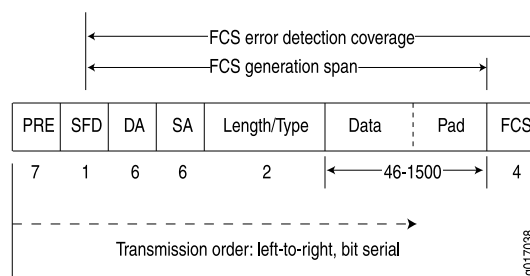 FCS error detection coverage
FCS generation span
PRE SFD DA SA Length/Type Data Pad FCS
7 1 6 6 2 46-1500 4
Transmission order: left-to-right, bit serial
g017038